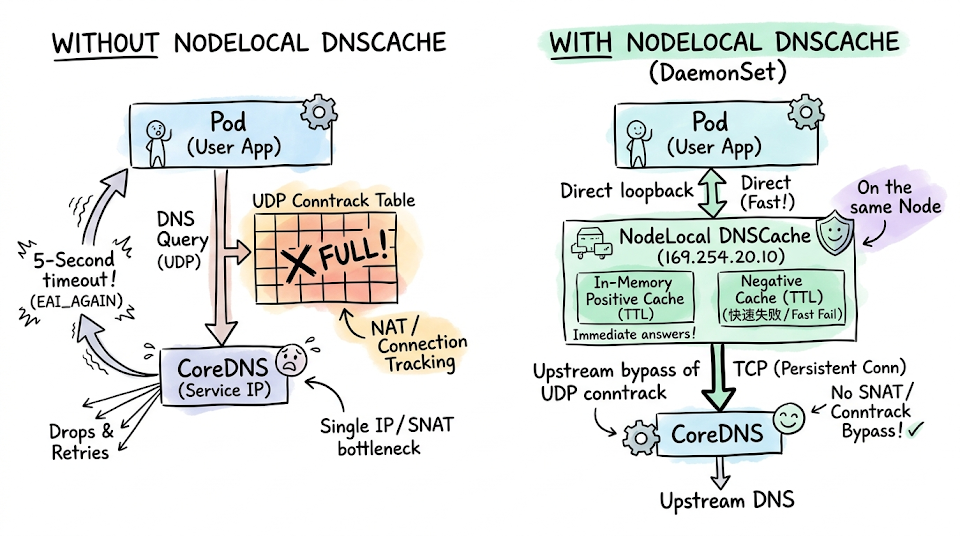 WITHOUT NODELOCAL DNSCACHE
Pod
(User App)
DNS
Query
(UDP)
UDP Conntrack Table
X FULL!
5-Second
timeout!
(EAI_AGAIN)
NAT/
Connection
Tracking
CoreDNS
(Service IP)
Drops &
Retries
Single IP/SNAT
bottleneck
WITH NODELOCAL DNSCACHE
(DaemonSet)
Pod
(User App)
Direct loopback
Direct
(Fast!)
On the
same Node
NodeLocal DNSCache
(169.254.20.10)
In-Memory
Positive Cache
(TTL)
Negative
Cache (TTL)
(快速失败/Fast Fail)
Immediate answers!
Upstream bypass of
UDP conntrack
TCP (Persistent Conn)
No SNAT/
Conntrack
Bypass! ✓
CoreDNS
Upstream DNS